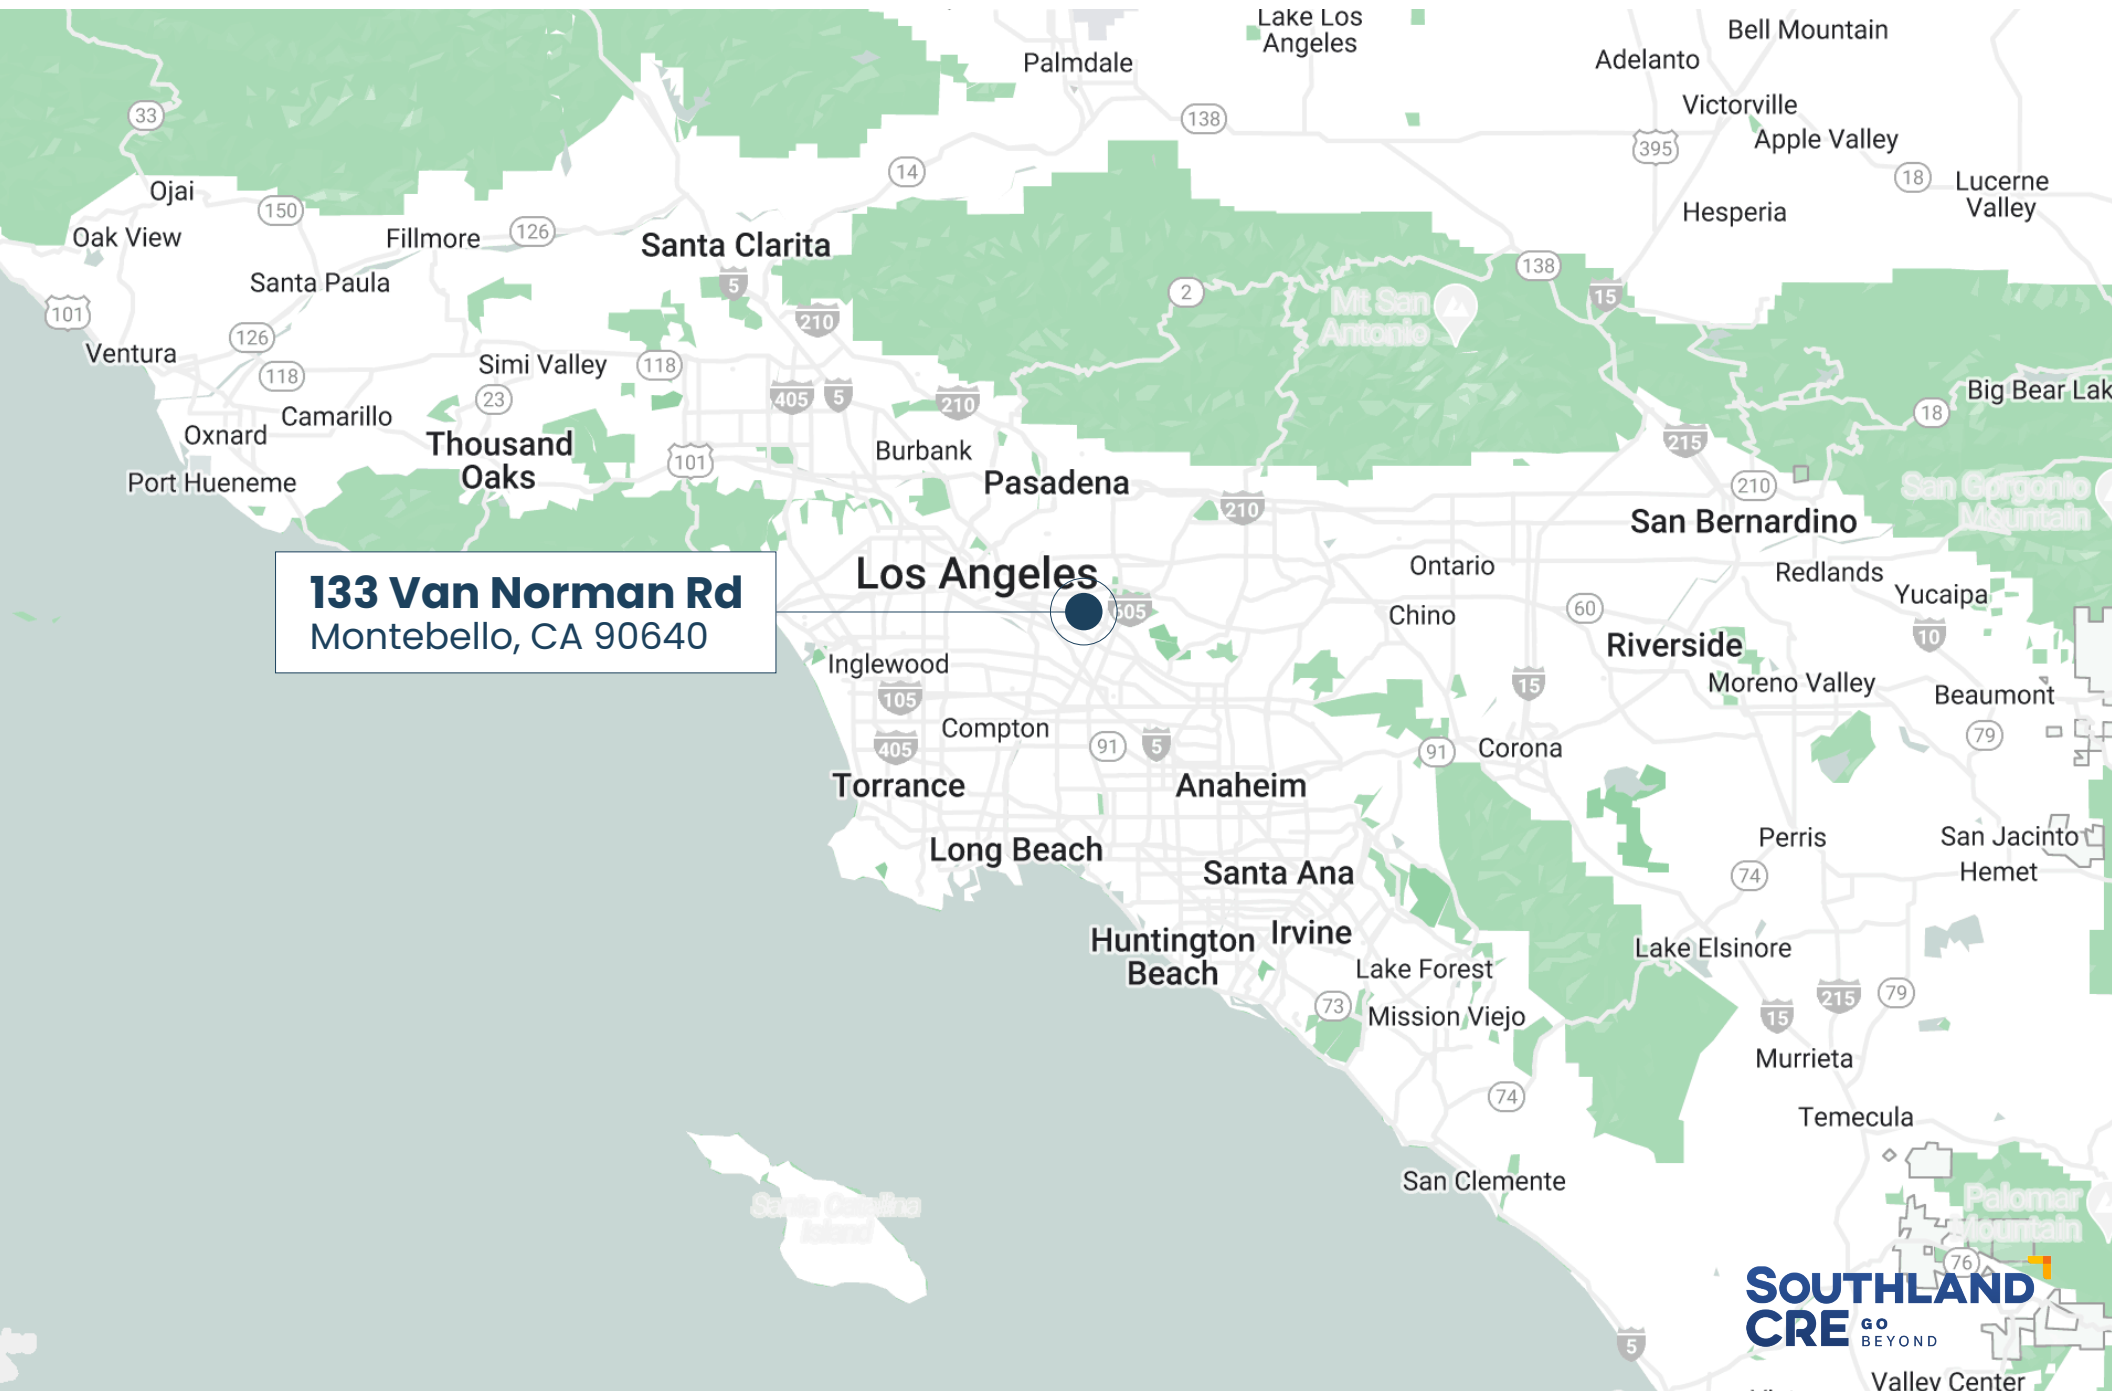 Lake Los
Angeles
Bell Mountain
Palmdale
Adelanto
Victorville
33
138
Apple Valley
395
14
18
Lucerne
Valley
Ojai
150
Hesperia
Oak View
Fillmore
126
Santa Clarita
138
Santa Paula
5
2
15
101
Mt San
Antonio
210
126
Ventura
Simi Valley
118
118
23
405
5
210
Big Bear Lak
Camarillo
18
Oxnard
Thousand
Oaks
215
Burbank
101
Port Hueneme
Pasadena
210
210
San Gorgonio
Mountain
San Bernardino
Los Angeles
Ontario
Redlands
133 Van Norman Rd
Montebello, CA 90640
605
Yucaipa
Chino
60
10
Riverside
Inglewood
Moreno Valley
15
105
Beaumont
Compton
79
405
91
5
91
Corona
Torrance
Anaheim
Perris
San Jacinto
Long Beach
Santa Ana
74
Hemet
Huntington
Beach
Irvine
Lake Elsinore
Lake Forest
215
79
73
Mission Viejo
15
Murrieta
74
Temecula
San Clemente
Santa Catalina
Island
Palomar
Mountain
76
SOUTHLAND
CRE GO
BEYOND
5
Valley Center